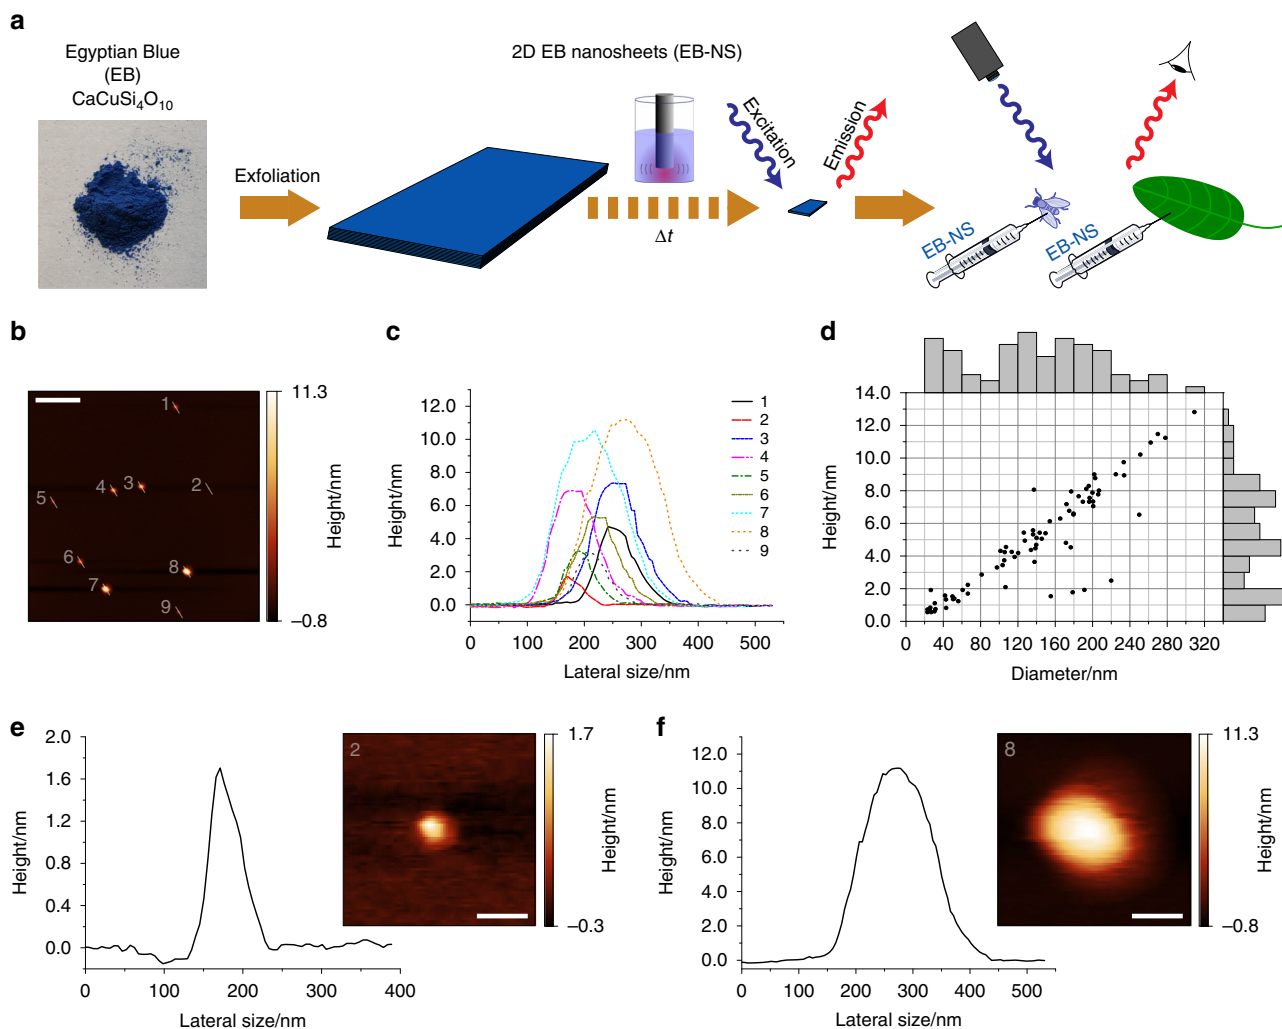 a
Egyptian Blue
(EB)
CaCuSi₄O₁₀
2D EB nanosheets (EB-NS)
Exfoliation
Δt
Excitation
Emission
EB-NS
EB-NS
b
1
2
3
4
5
6
7
8
9
11.3
Height/nm
–0.8
c
12.0
10.0
8.0
6.0
4.0
2.0
0.0
Height/nm
0
100
200
300
400
500
Lateral size/nm
1
2
3
4
5
6
7
8
9
d
14.0
12.0
10.0
8.0
6.0
4.0
2.0
0.0
Height/nm
0
40
80
120
160
200
240
280
320
Diameter/nm
e
2.0
1.6
1.2
0.8
0.4
0.0
Height/nm
0
100
200
300
400
Lateral size/nm
2
1.7
Height/nm
–0.3
f
12.0
10.0
8.0
6.0
4.0
2.0
0.0
Height/nm
0
100
200
300
400
500
Lateral size/nm
8
11.3
Height/nm
–0.8